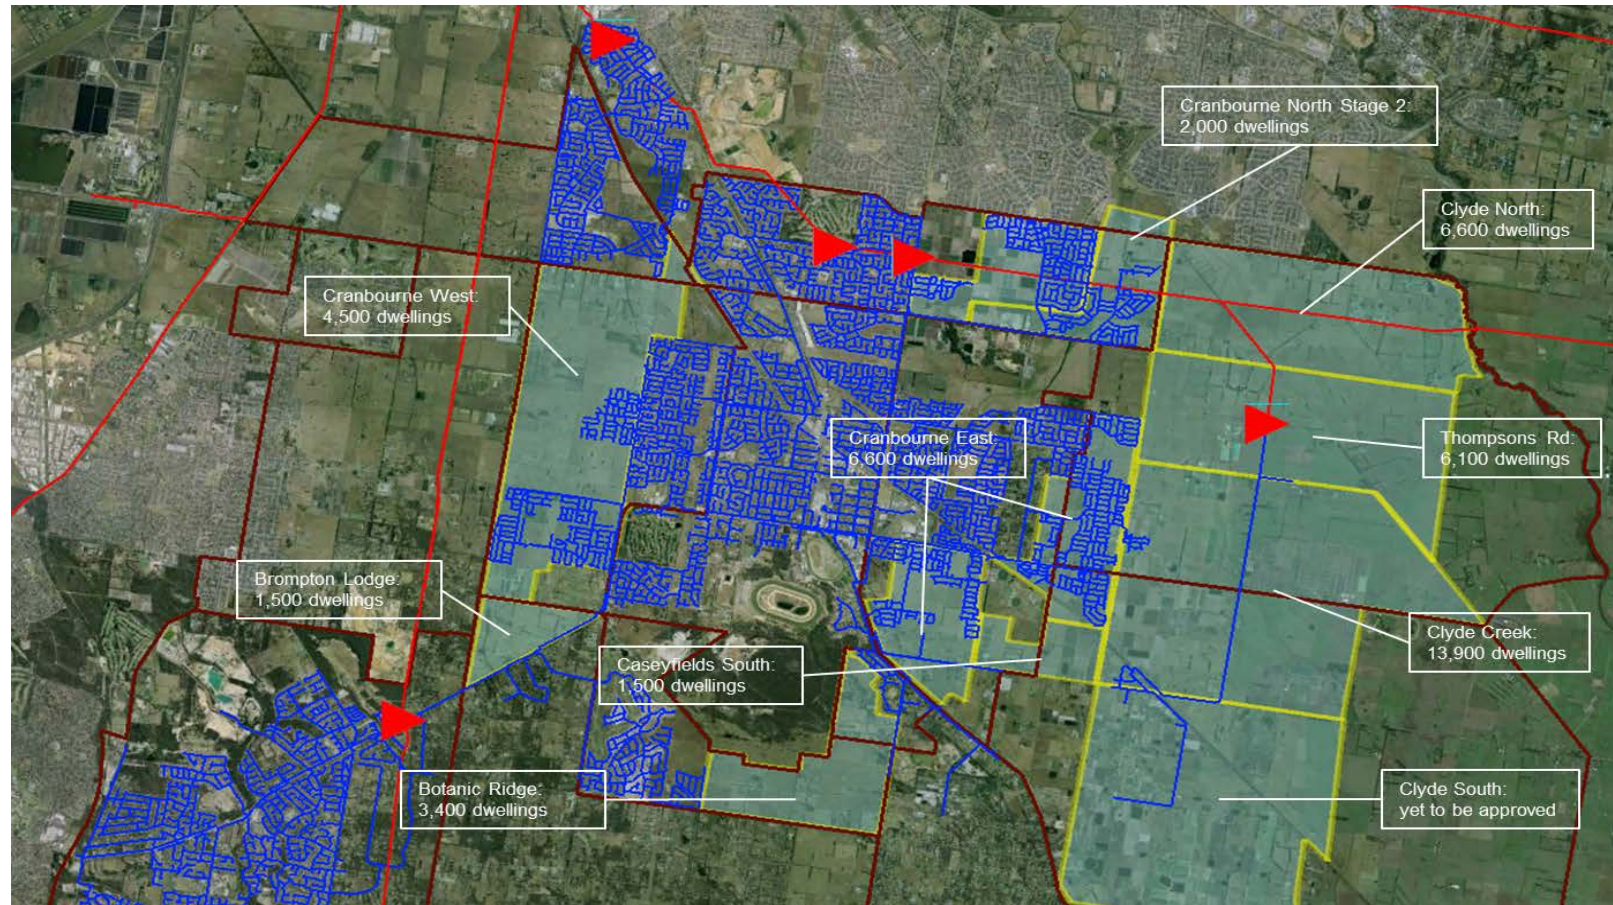 Cranbourne North Stage 2:
2,000 dwellings
Clyde North:
6,600 dwellings
Cranbourne West:
4,500 dwellings
Cranbourne East:
6,600 dwellings
Thompsons Rd:
6,100 dwellings
Brompton Lodge:
1,500 dwellings
Clyde Creek:
13,900 dwellings
Caseyfields South:
1,500 dwellings
Botanic Ridge:
3,400 dwellings
Clyde South:
yet to be approved